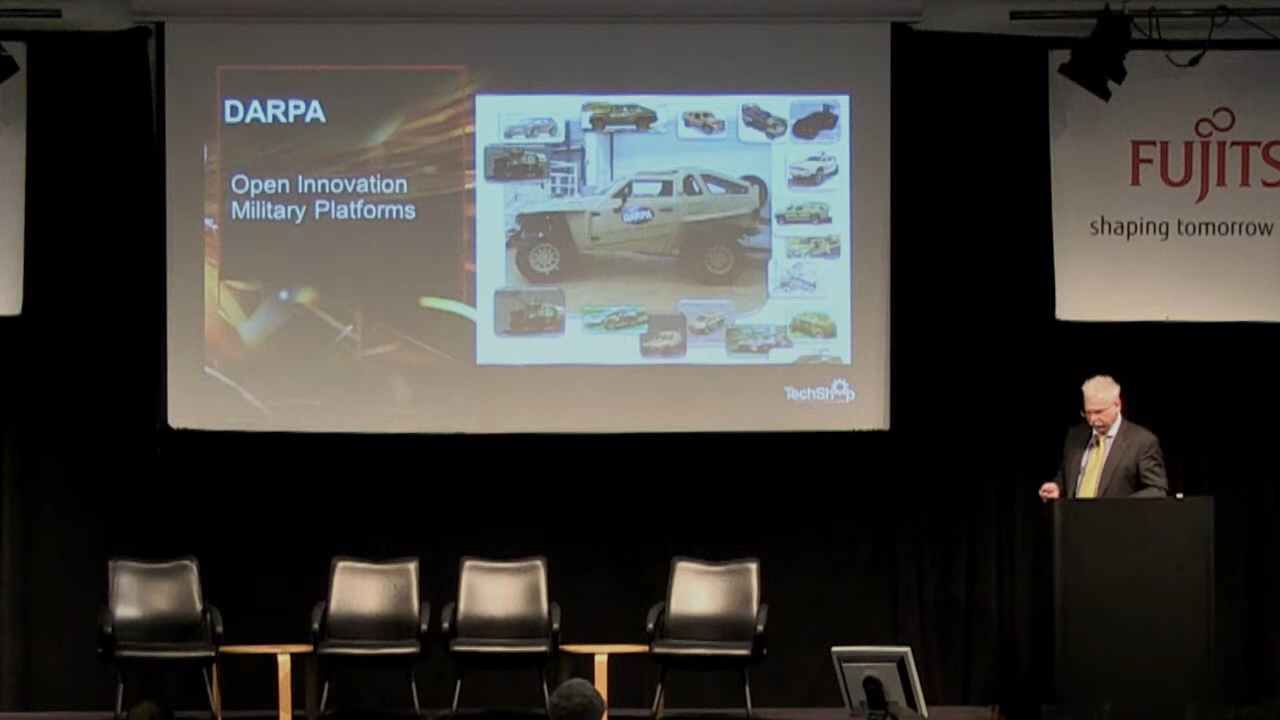 DARPA
Open Innovation
Military Platforms
DARPA
TechShop
FUJITS
shaping tomorrow